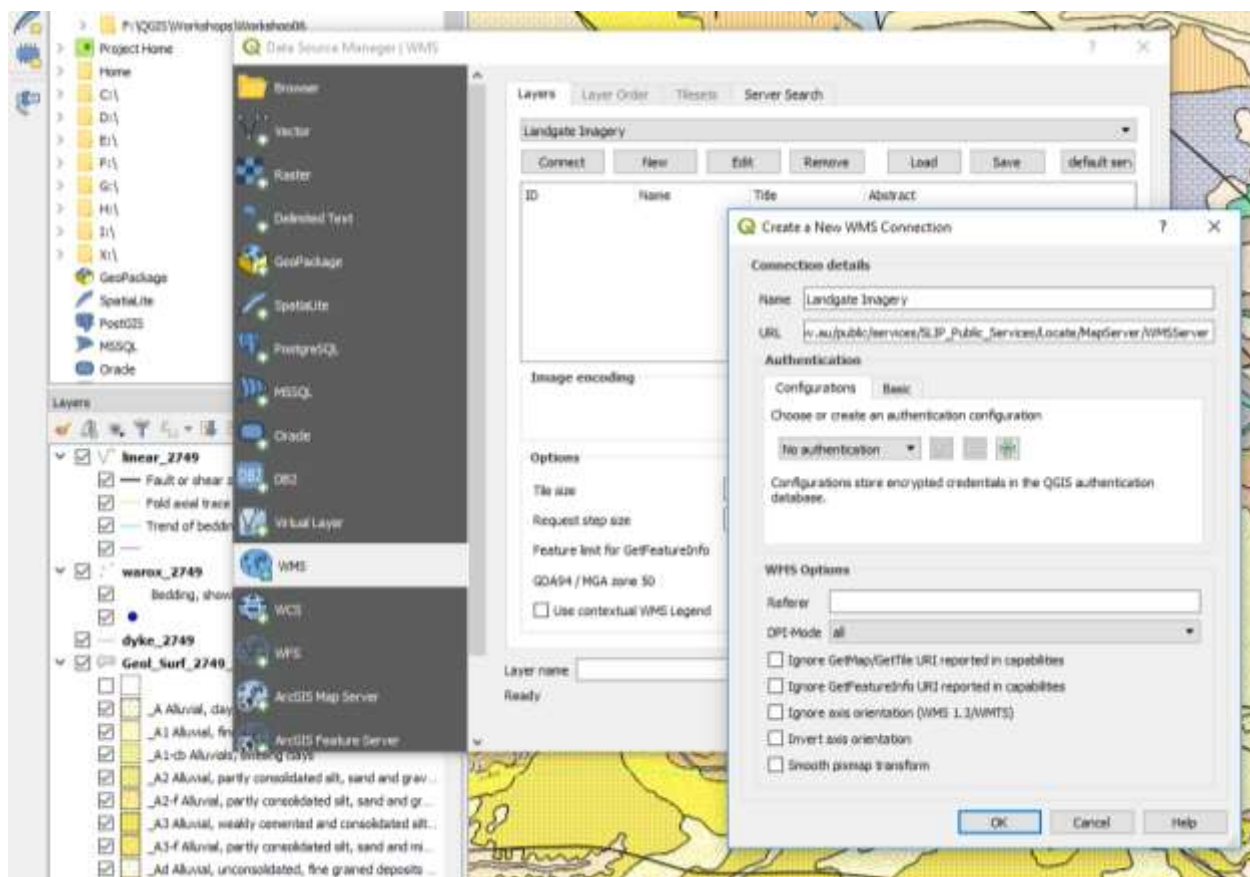 F:\QGIS\Workshops\Workshop06
Project Home
Home
C:\
D:\
E:\
F:\
G:\
H:\
I:\
X:\
GeoPackage
SpatiaLite
PostGIS
MSSQL
Oracle
Layers
linear_2749
Fault or shear
Fold axial trace
Trend of beddin
warox_2749
Bedding, show
dyke_2749
Geol_Surf_2749_
_A Alluvial, clay
_A1 Alluvial, fin
_A1-cb Alluvials,
_A2 Alluvial, partly consolidated silt, sand and grav...
_A2-f Alluvial, partly consolidated silt, sand and gr...
_A3 Alluvial, weakly cemented and consolidated silt...
_A3-f Alluvial, partly consolidated silt, sand and mi...
_Ad Alluvial, unconsolidated, fine grained deposits ...
Data Source Manager | WMS
Browser
Vector
Raster
Delimited Text
GeoPackage
SpatiaLite
PostgreSQL
MSSQL
Oracle
DB2
Virtual Layer
WMS
WCS
WFS
ArcGIS Map Server
ArcGIS Feature Server
Layers Layer Order Tilesets Server Search
Landgate Imagery
Connect New Edit Remove Load Save default serv
ID Name Title Abstract
Image encoding
Options
Tile size
Request step size
Feature limit for GetFeatureInfo
GDA94 / MGA zone 50
Use contextual WMS Legend
Layer name
Ready
Create a New WMS Connection ?
Connection details
Name Landgate Imagery
URL v.au/public/services/SLIP_Public_Services/Locate/MapServer/WMSServer
Authentication
Configurations Basic
Choose or create an authentication configuration
No authentication
Configurations store encrypted credentials in the QGIS authentication
database.
WMS Options
Referer
DPI-Mode all
Ignore GetMap/GetTile URI reported in capabilities
Ignore GetFeatureInfo URI reported in capabilities
Ignore axis orientation (WMS 1.3/WMTS)
Invert axis orientation
Smooth pixmap transform
OK Cancel Help